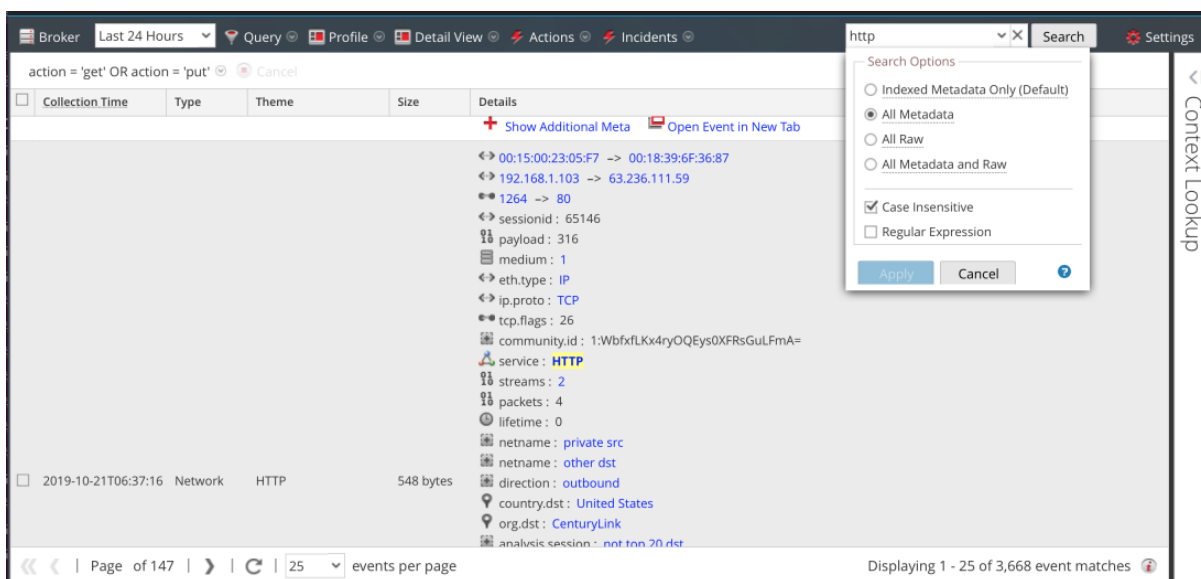 Broker Last 24 Hours Query Profile Detail View Actions Incidents http Search Settings
action = 'get' OR action = 'put' Cancel
Search Options
Indexed Metadata Only (Default)
All Metadata
All Raw
All Metadata and Raw
Case Insensitive
Regular Expression
Apply Cancel
Context Lookup
Collection Time Type Theme Size Details
Show Additional Meta Open Event in New Tab
00:15:00:23:05:F7 -> 00:18:39:6F:36:87
192.168.1.103 -> 63.236.111.59
1264 -> 80
sessionid : 65146
payload : 316
medium : 1
eth.type : IP
ip.proto : TCP
tcp.flags : 26
community.id : 1:WbfxfLKx4ryOQEys0XFRsGuLFmA=
service : HTTP
streams : 2
packets : 4
lifetime : 0
netname : private src
netname : other dst
2019-10-21T06:37:16 Network HTTP 548 bytes direction : outbound
country.dst : United States
org.dst : CenturyLink
analysis.session : not top 20 dst
Page of 147 25 events per page Displaying 1 - 25 of 3,668 event matches